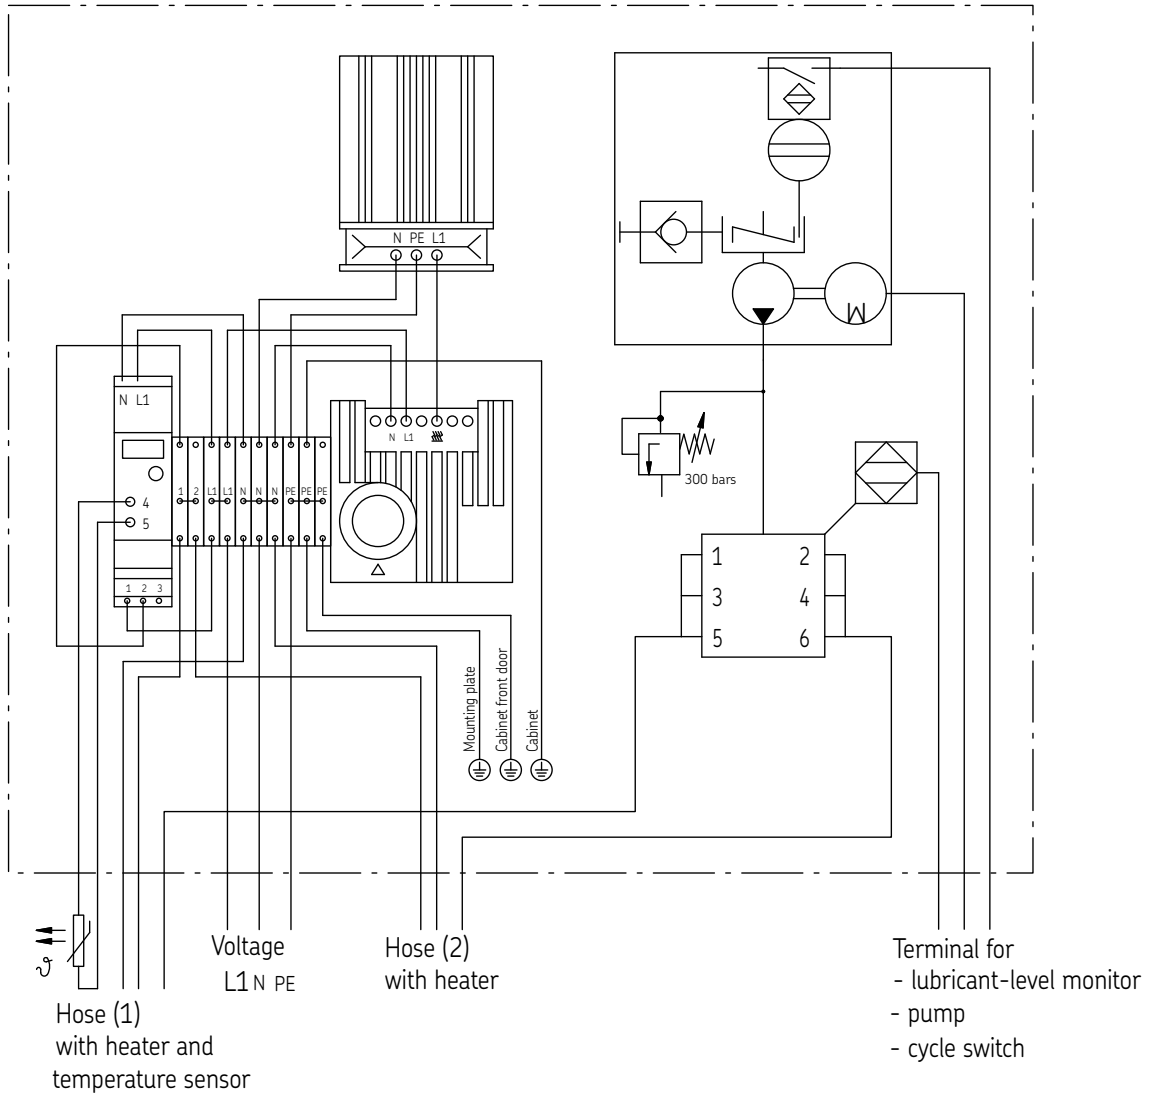 N PE L1
N L1
N L1
4
5
1 2 L1 L1 N N N PE PE PE
1 2 3
300 bars
1 2
3 4
5 6
M
Mounting plate
Cabinet front door
Cabinet
ϑ
Voltage
L1 N PE
Hose (2)
with heater
Hose (1)
with heater and
temperature sensor
Terminal for
- lubricant-level monitor
- pump
- cycle switch